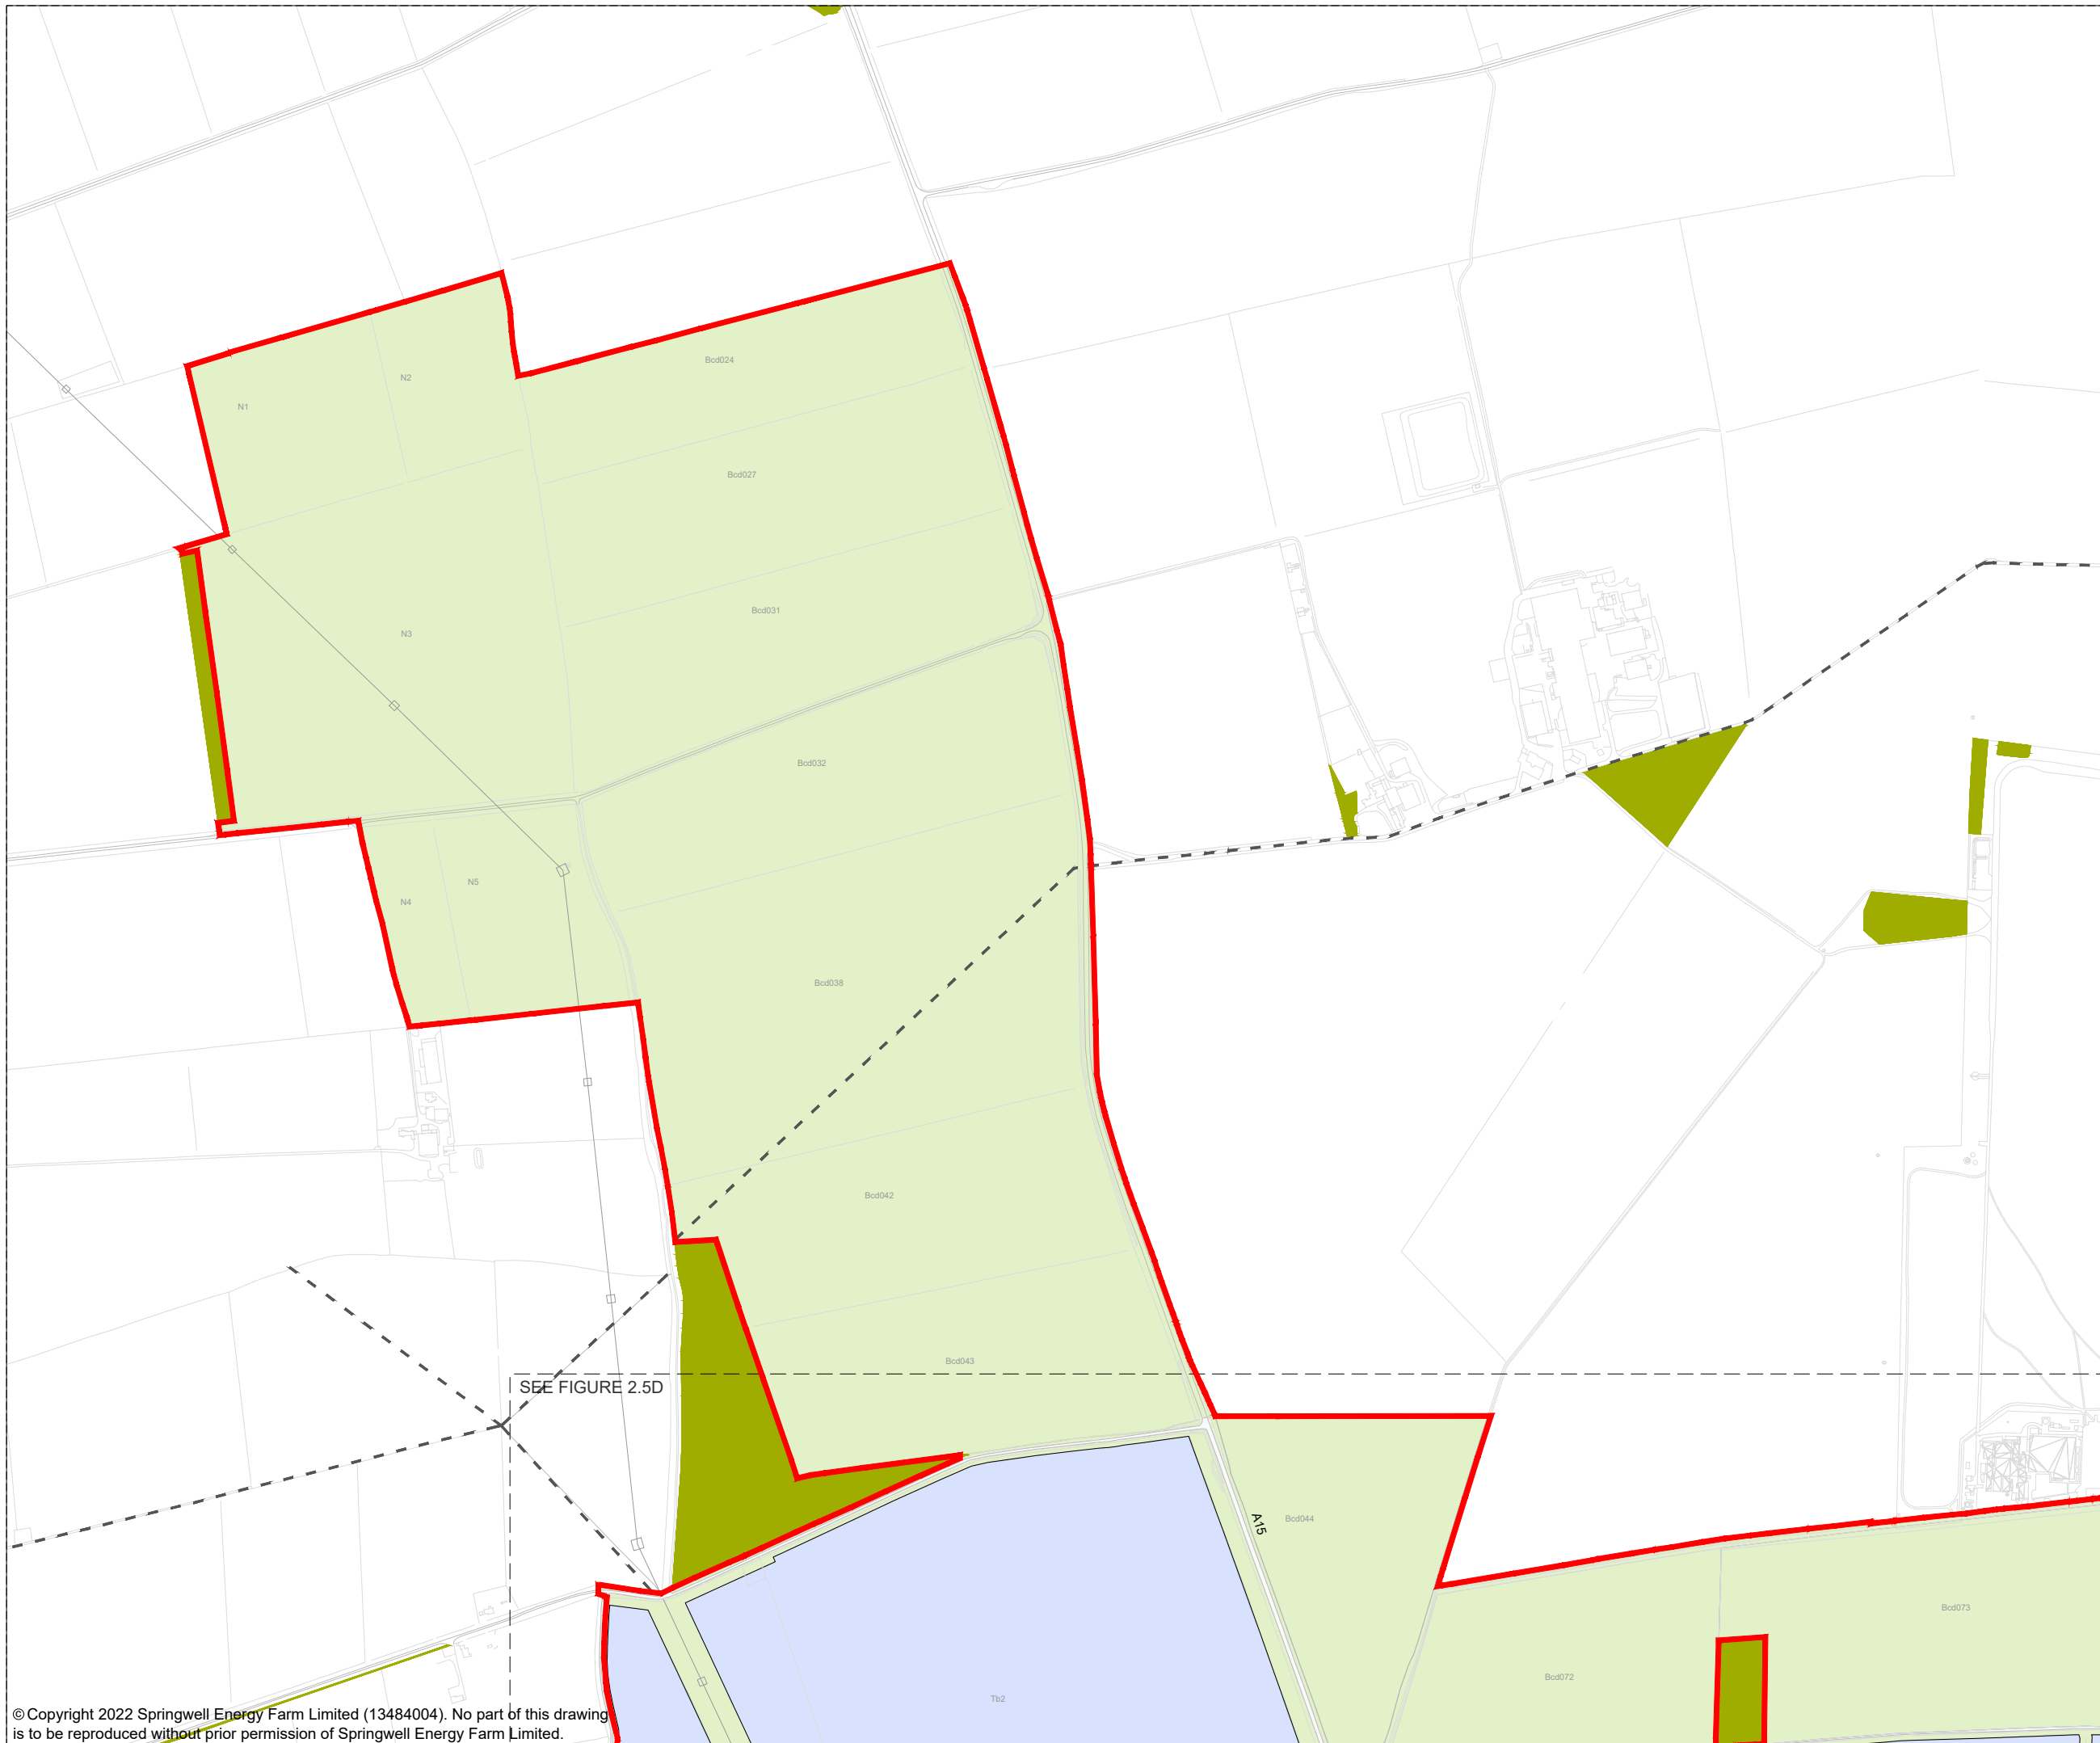 Bcd024
N2
N1
Bcd027
Bcd031
N3
Bcd032
N5
N4
Bcd038
Bcd042
Bcd043
SEE FIGURE 2.5D
A15
Bcd044
Bcd073
Bcd072
Tb2
© Copyright 2022 Springwell Energy Farm Limited (13484004). No part of this drawing
is to be reproduced without prior permission of Springwell Energy Farm Limited.